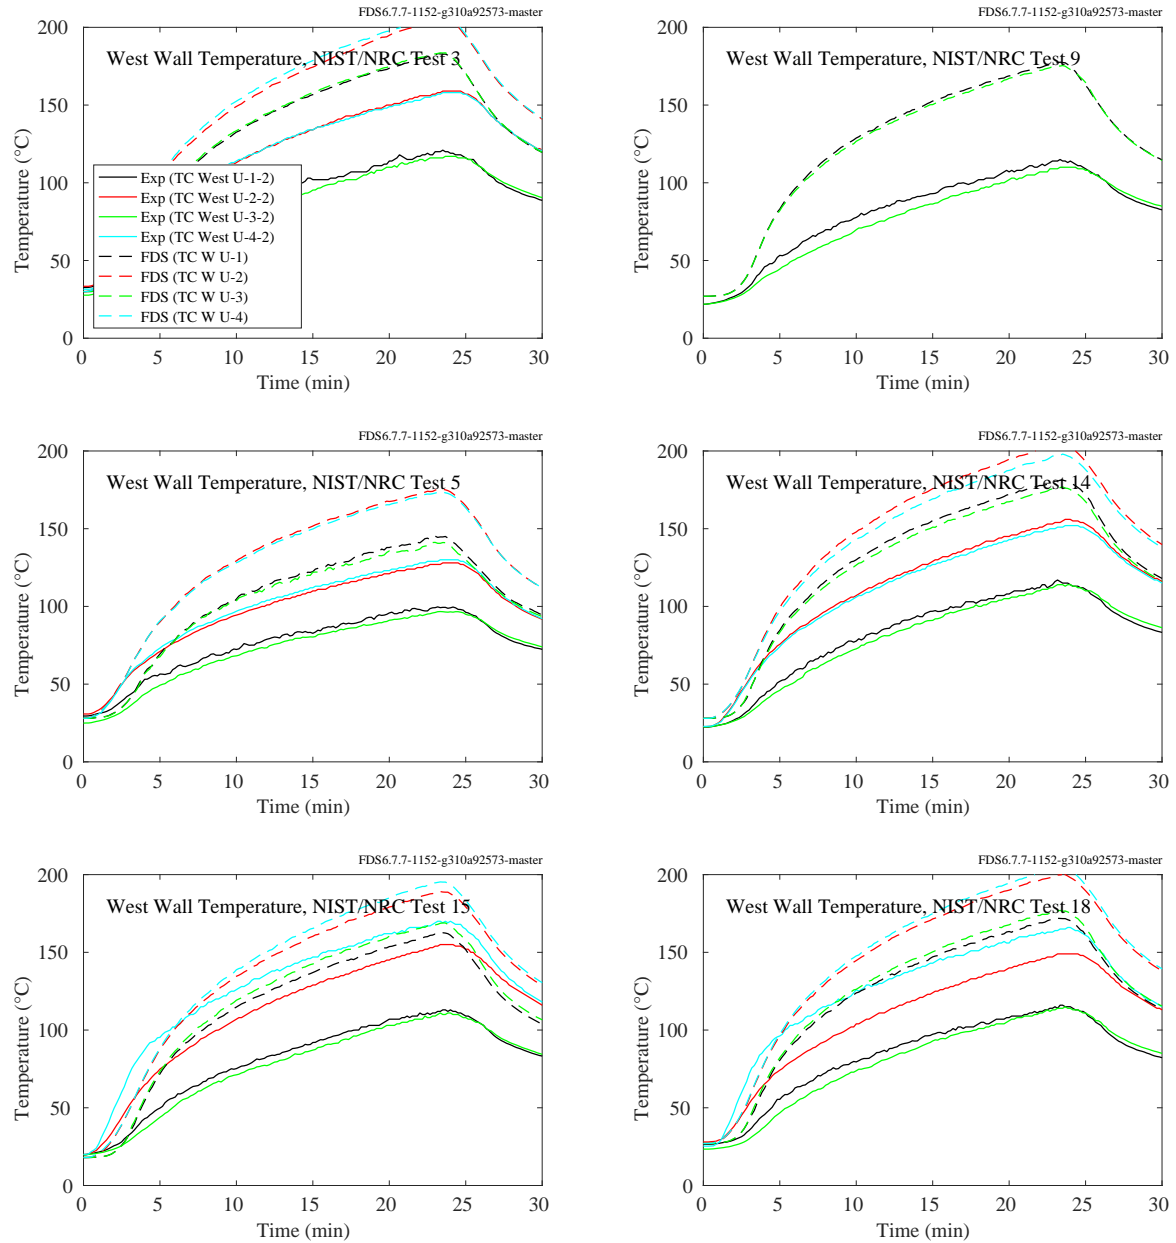 FDS6.7.7-1152-g310a92573-master
West Wall Temperature, NIST/NRC Test 3
Temperature (°C)
200
150
100
50
0
Exp (TC West U-1-2)
Exp (TC West U-2-2)
Exp (TC West U-3-2)
Exp (TC West U-4-2)
FDS (TC W U-1)
FDS (TC W U-2)
FDS (TC W U-3)
FDS (TC W U-4)
0 5 10 15 20 25 30
Time (min)
FDS6.7.7-1152-g310a92573-master
West Wall Temperature, NIST/NRC Test 9
Temperature (°C)
200
150
100
50
0
0 5 10 15 20 25 30
Time (min)
FDS6.7.7-1152-g310a92573-master
West Wall Temperature, NIST/NRC Test 5
Temperature (°C)
200
150
100
50
0
0 5 10 15 20 25 30
Time (min)
FDS6.7.7-1152-g310a92573-master
West Wall Temperature, NIST/NRC Test 14
Temperature (°C)
200
150
100
50
0
0 5 10 15 20 25 30
Time (min)
FDS6.7.7-1152-g310a92573-master
West Wall Temperature, NIST/NRC Test 15
Temperature (°C)
200
150
100
50
0
0 5 10 15 20 25 30
Time (min)
FDS6.7.7-1152-g310a92573-master
West Wall Temperature, NIST/NRC Test 18
Temperature (°C)
200
150
100
50
0
0 5 10 15 20 25 30
Time (min)